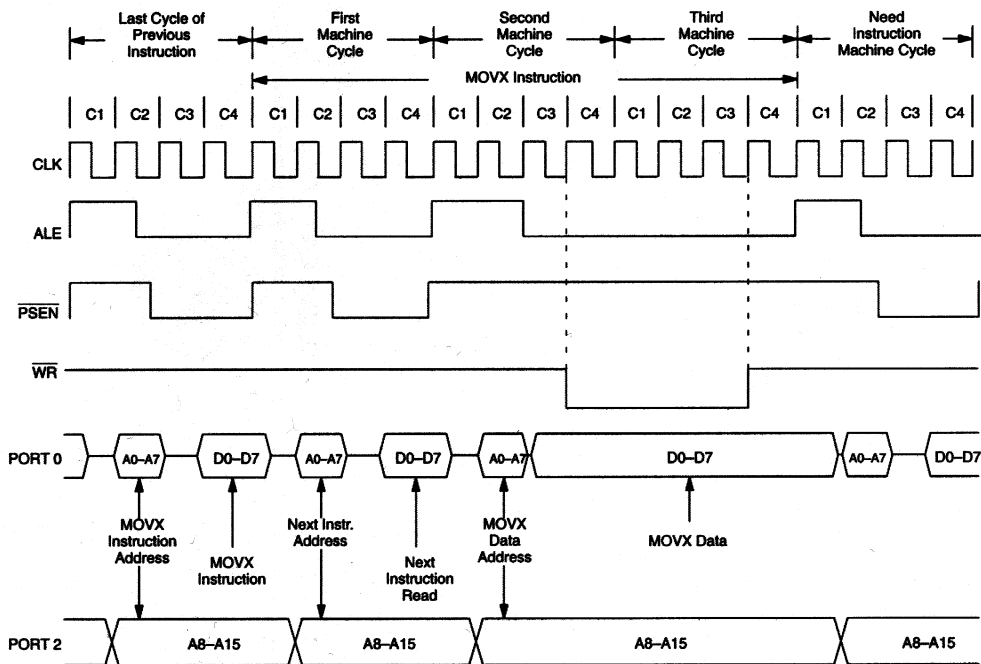 Last Cycle of
Previous
Instruction
First
Machine
Cycle
Second
Machine
Cycle
Third
Machine
Cycle
Need
Instruction
Machine Cycle
MOVX Instruction
C1 C2 C3 C4 C1 C2 C3 C4 C1 C2 C3 C4 C1 C2 C3 C4 C1 C2 C3 C4
CLK
ALE
PSEN
WR
PORT 0
A0–A7 D0–D7 A0–A7 D0–D7 A0–A7 D0–D7 A0–A7 D0–D7
MOVX
Instruction
Address
MOVX
Instruction
Next Instr.
Address
Next
Instruction
Read
MOVX
Data
Address
MOVX Data
PORT 2
A8–A15 A8–A15 A8–A15 A8–A15